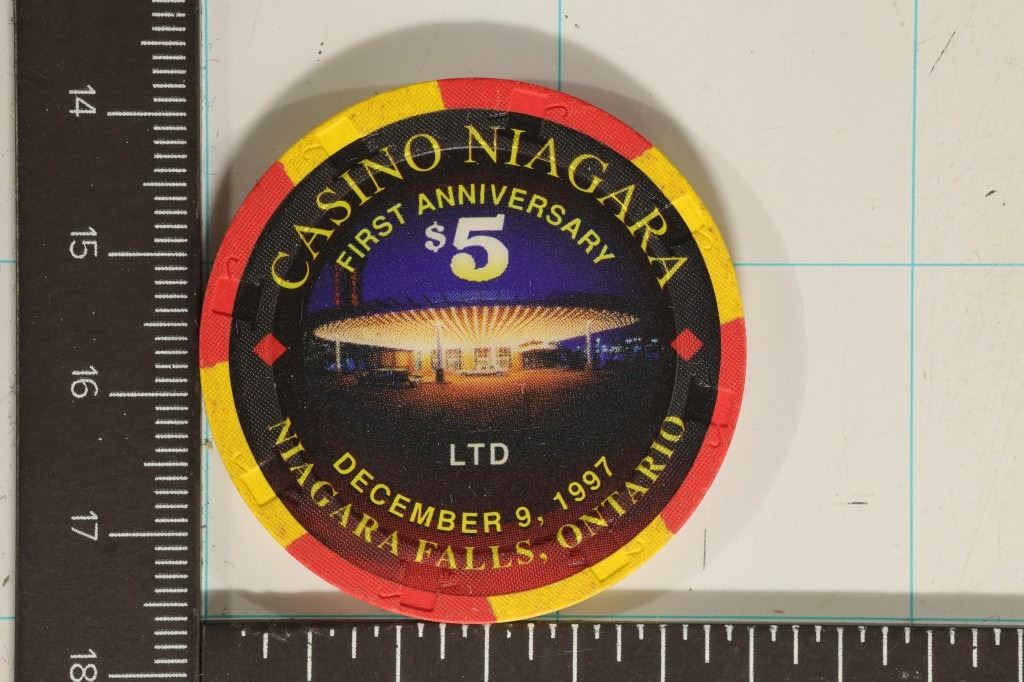 CASINO NIAGARA
FIRST ANNIVERSARY
$5
LTD
DECEMBER 9, 1997
NIAGARA FALLS, ONTARIO
14
15
16
17
18